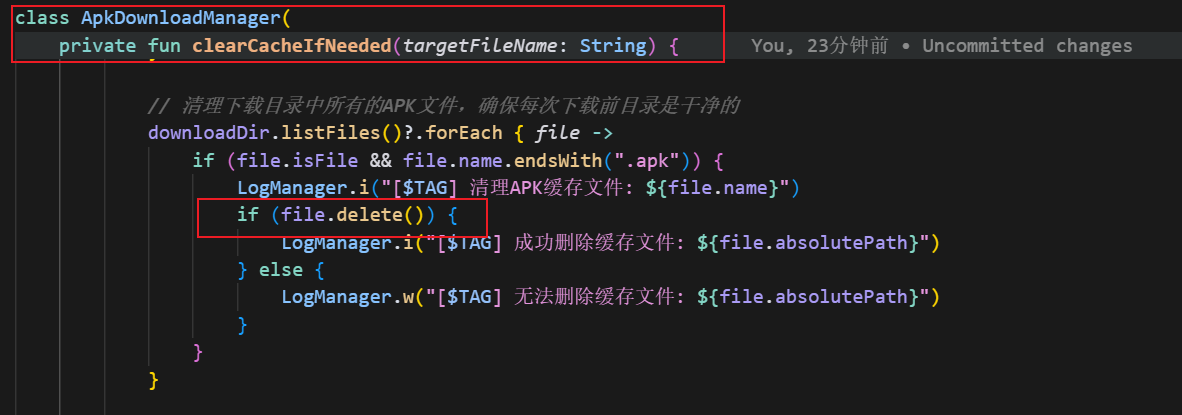 class ApkDownloadManager(
    private fun clearCacheIfNeeded(targetFileName: String) {    You, 23分钟前 • Uncommitted changes
            // 清理下载目录中所有的APK文件，确保每次下载前目录是干净的
            downloadDir.listFiles()?.forEach { file ->
                if (file.isFile && file.name.endsWith(".apk")) {
                    LogManager.i("[$TAG] 清理APK缓存文件: ${file.name}")
                    if (file.delete()) {
                        LogManager.i("[$TAG] 成功删除缓存文件: ${file.absolutePath}")
                    } else {
                        LogManager.w("[$TAG] 无法删除缓存文件: ${file.absolutePath}")
                    }
                }
            }